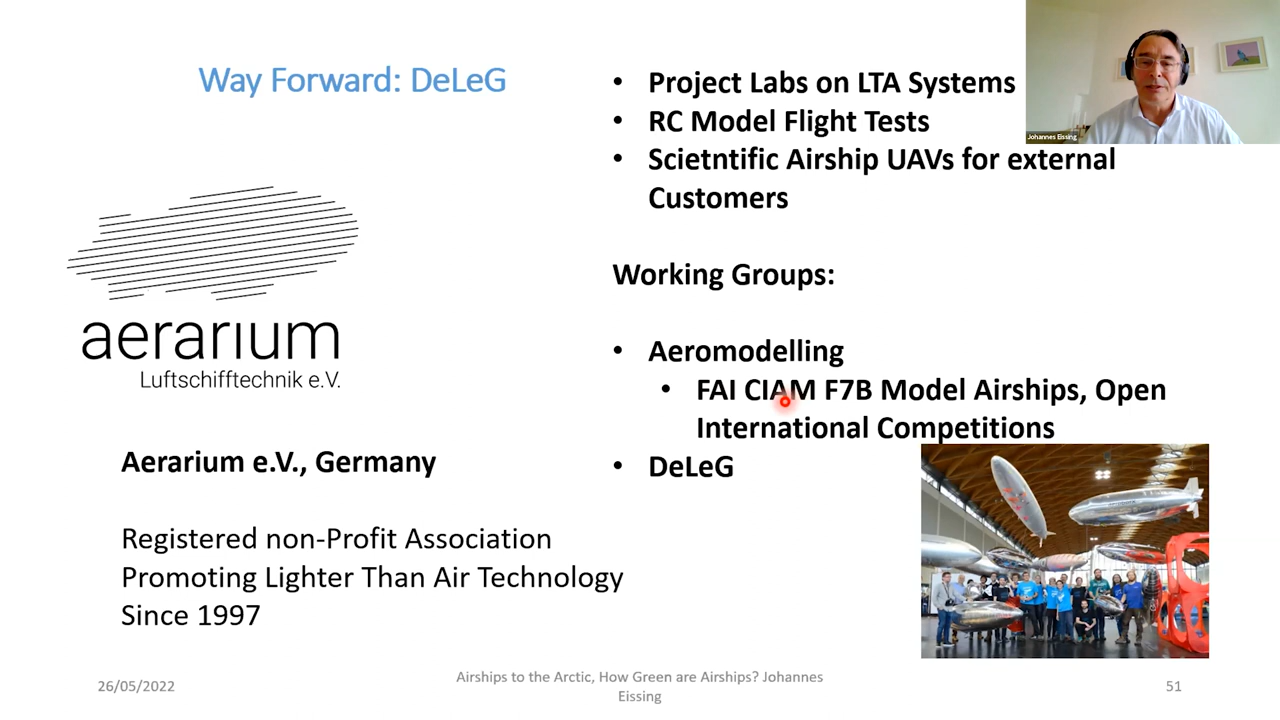 Way Forward: DeLeG
aerarium
Luftschifftechnik e.V.
Aerarium e.V., Germany
Registered non-Profit Association
Promoting Lighter Than Air Technology
Since 1997
• Project Labs on LTA Systems
• RC Model Flight Tests
• Scietntific Airship UAVs for external
Customers
Working Groups:
• Aeromodelling
• FAI CIAM F7B Model Airships, Open
International Competitions
• DeLeG
Johannes Eissing
26/05/2022
Airships to the Arctic, How Green are Airships? Johannes
Eissing
51